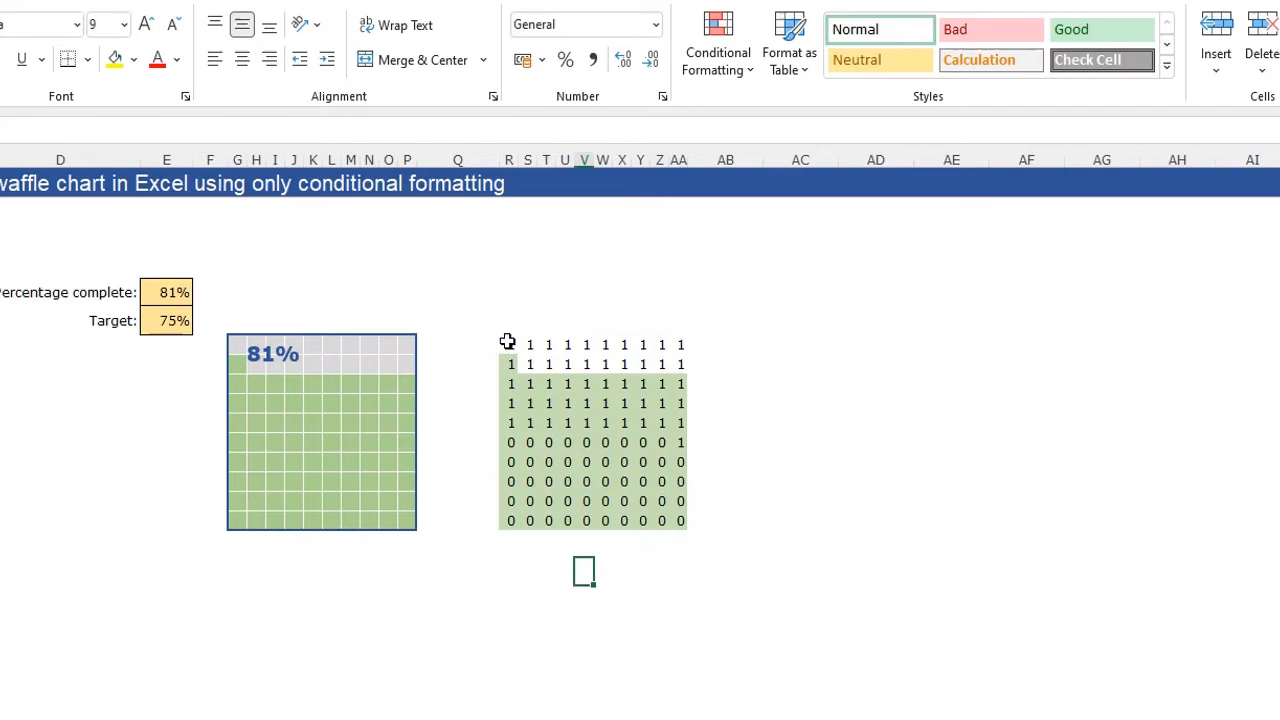 a 9 A A Wrap Text General
Conditional Formatting Format as Table
Normal Bad Good
Neutral Calculation Check Cell
Insert Delete
U A Merge & Center % 9
Font Alignment Number Styles Cells
D E F G H I J K L M N O P Q R S T U V W X Y Z AA AB AC AD AE AF AG AH AI
waffle chart in Excel using only conditional formatting
Percentage complete: 81%
Target: 75%
81%
1 1 1 1 1 1 1 1 1
1 1 1 1 1 1 1 1 1 1
1 1 1 1 1 1 1 1 1 1
1 1 1 1 1 1 1 1 1 1
1 1 1 1 1 1 1 1 1 1
0 0 0 0 0 0 0 0 0 1
0 0 0 0 0 0 0 0 0 0
0 0 0 0 0 0 0 0 0 0
0 0 0 0 0 0 0 0 0 0
0 0 0 0 0 0 0 0 0 0